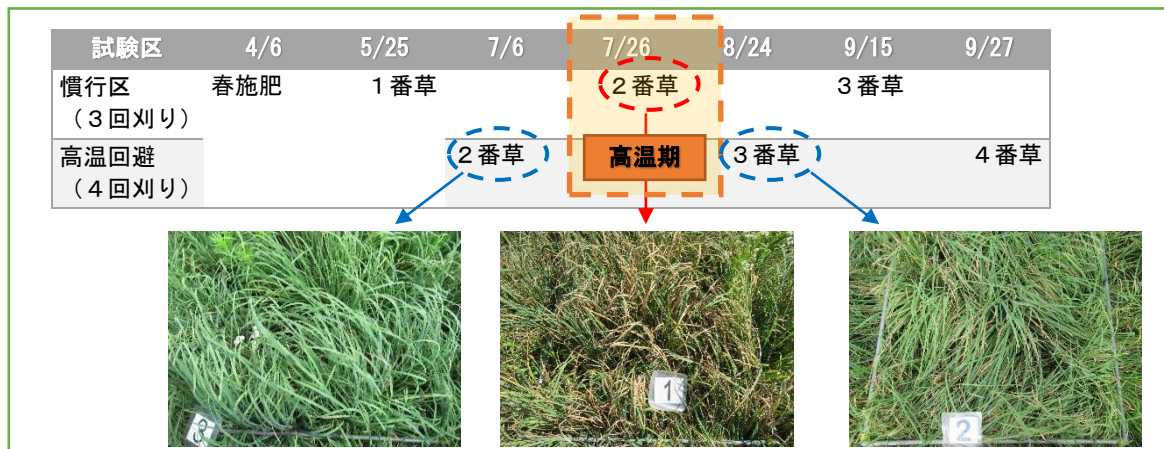 試験区 4/6 5/25 7/6 7/26 8/24 9/15 9/27
慣行区 春施肥 １番草 ２番草 ３番草
（３回刈り）
高温回避 ２番草 高温期 ３番草 ４番草
（４回刈り）
3
1
2